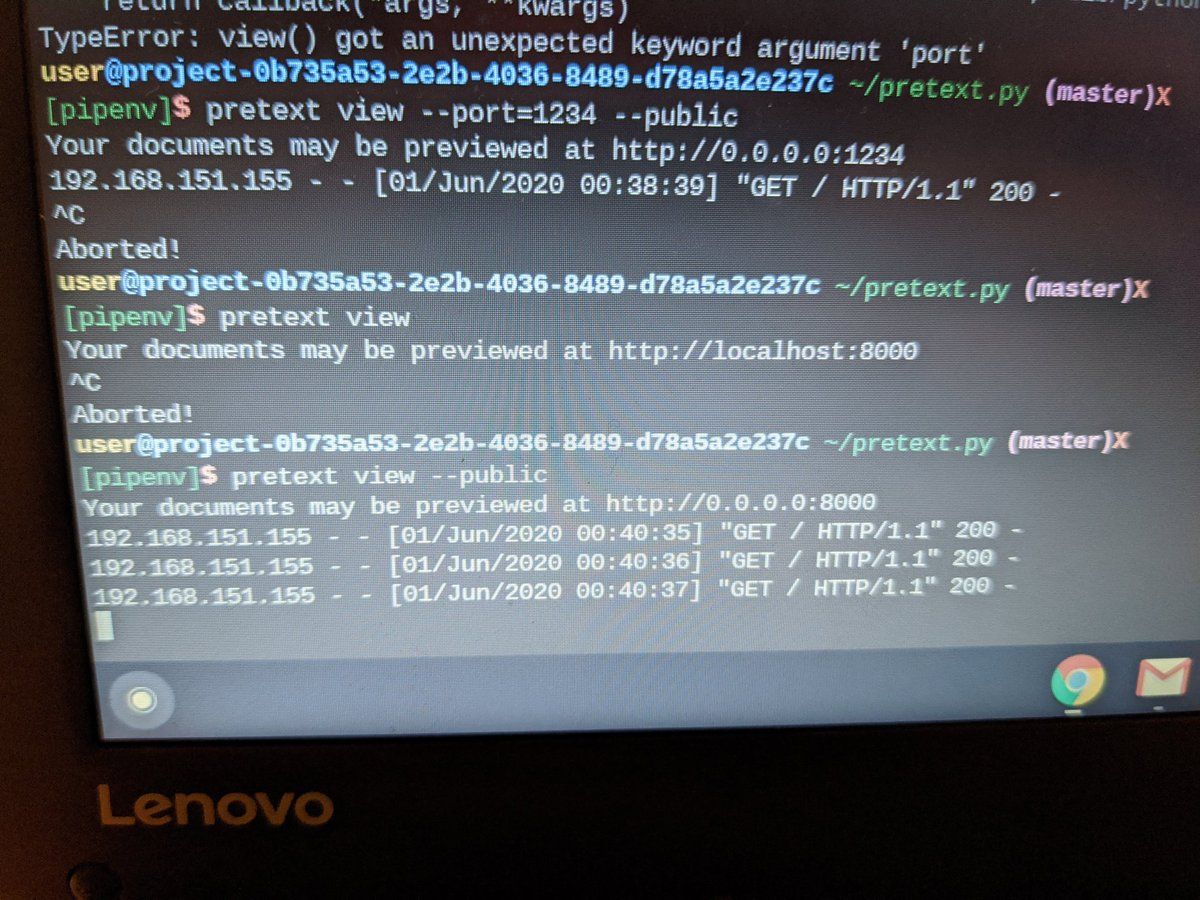 return callback(*args, **kwargs)
TypeError: view() got an unexpected keyword argument 'port'
user@project-0b735a53-2e2b-4036-8489-d78a5a2e237c ~/pretext.py (master)X
[pipenv]$ pretext view --port=1234 --public
Your documents may be previewed at http://0.0.0.0:1234
192.168.151.155 - - [01/Jun/2020 00:38:39] "GET / HTTP/1.1" 200 -
^C
Aborted!
user@project-0b735a53-2e2b-4036-8489-d78a5a2e237c ~/pretext.py (master)X
[pipenv]$ pretext view
Your documents may be previewed at http://localhost:8000
^C
Aborted!
user@project-0b735a53-2e2b-4036-8489-d78a5a2e237c ~/pretext.py (master)X
[pipenv]$ pretext view --public
Your documents may be previewed at http://0.0.0.0:8000
192.168.151.155 - - [01/Jun/2020 00:40:35] "GET / HTTP/1.1" 200 -
192.168.151.155 - - [01/Jun/2020 00:40:36] "GET / HTTP/1.1" 200 -
192.168.151.155 - - [01/Jun/2020 00:40:37] "GET / HTTP/1.1" 200 -
Lenovo